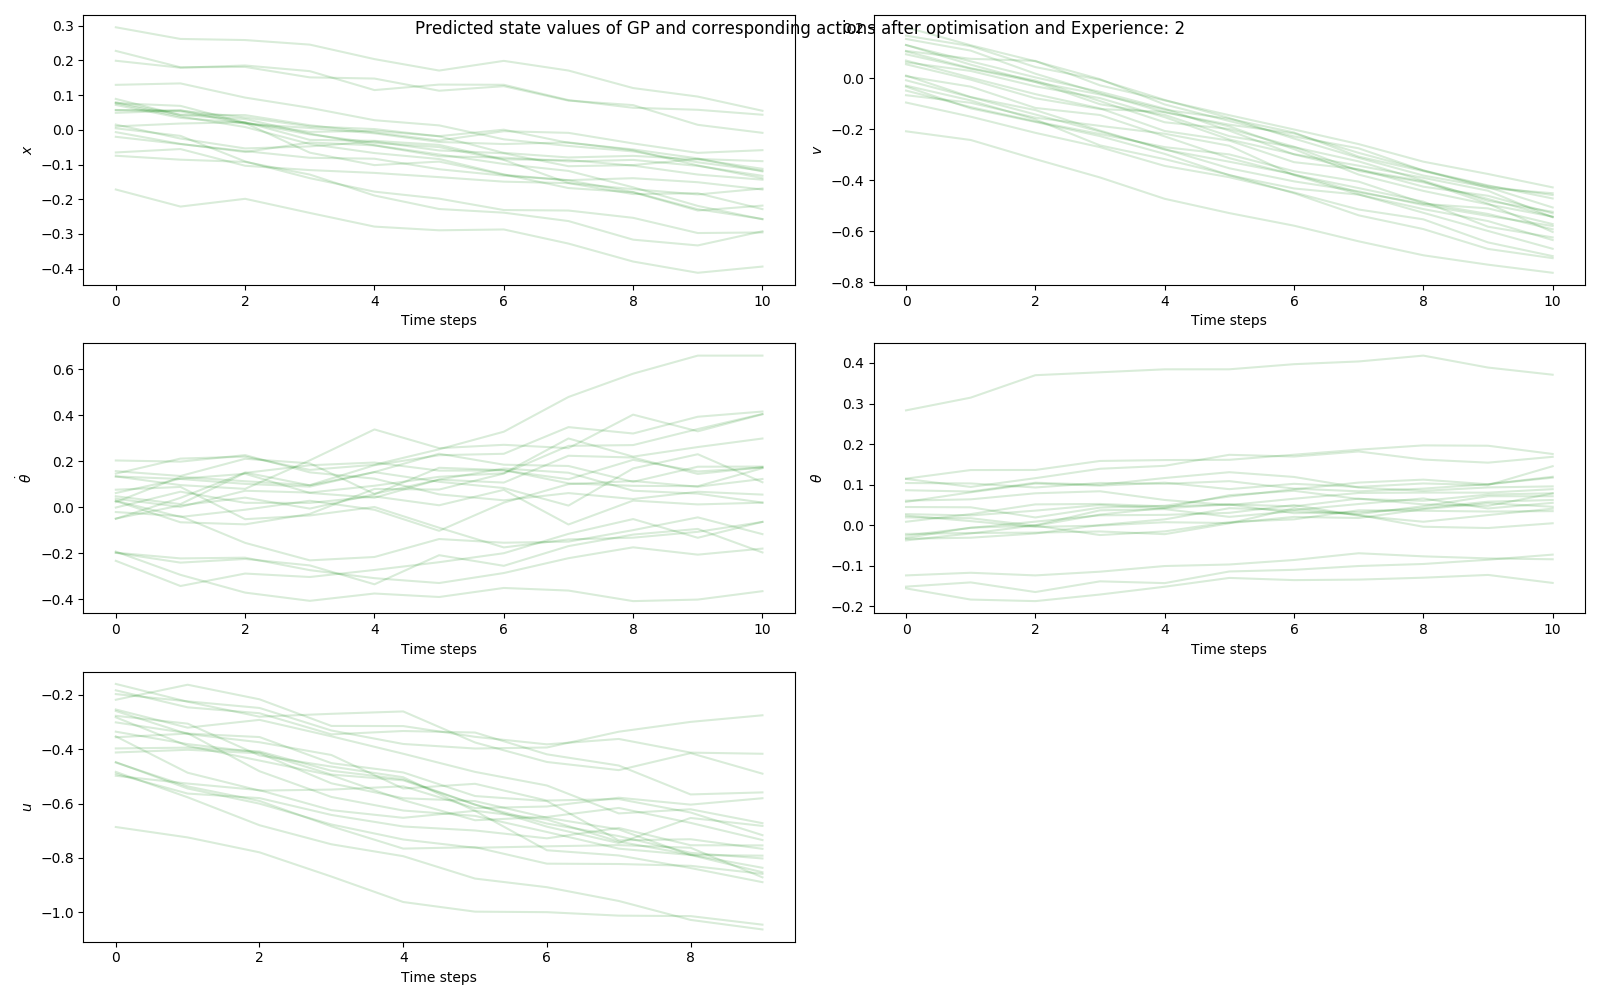 Predicted state values of GP and corresponding actions after optimisation and Experience: 2
0.3
0.2
0.1
0.0
−0.1
−0.2
−0.3
−0.4
x
0 2 4 6 8 10
Time steps
0.2
0.0
−0.2
−0.4
−0.6
−0.8
v
0 2 4 6 8 10
Time steps
0.6
0.4
0.2
0.0
−0.2
−0.4
θ̇
0 2 4 6 8 10
Time steps
0.4
0.3
0.2
0.1
0.0
−0.1
−0.2
θ
0 2 4 6 8 10
Time steps
−0.2
−0.4
−0.6
−0.8
−1.0
u
0 2 4 6 8
Time steps